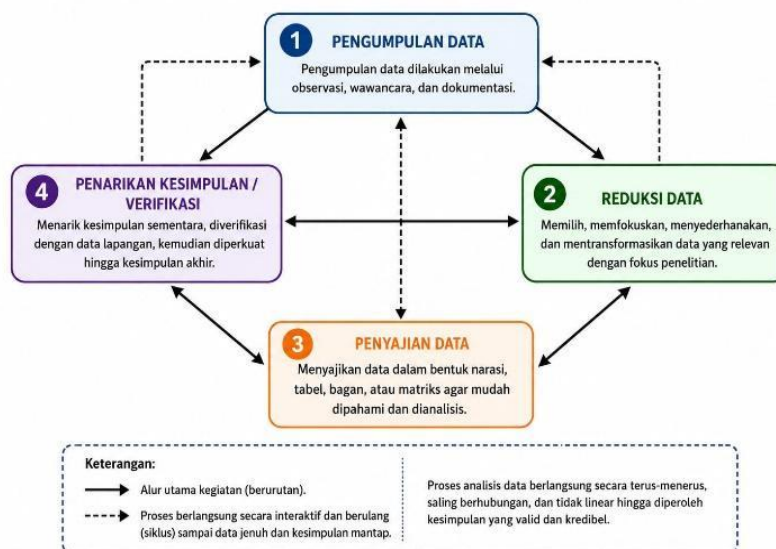 1 PENGUMPULAN DATA
Pengumpulan data dilakukan melalui
observasi, wawancara, dan dokumentasi.
4 PENARIKAN KESIMPULAN /
VERIFIKASI
Menarik kesimpulan sementara, diverifikasi
dengan data lapangan, kemudian diperkuat
hingga kesimpulan akhir.
2 REDUKSI DATA
Memilih, memfokuskan, menyederhanakan,
dan mentransformasikan data yang relevan
dengan fokus penelitian.
3 PENYAJIAN DATA
Menyajikan data dalam bentuk narasi,
tabel, bagan, atau matriks agar mudah
dipahami dan dianalisis.
Keterangan:
Alur utama kegiatan (berurutan).
Proses berlangsung secara interaktif dan berulang
(siklus) sampai data jenuh dan kesimpulan mantap.
Proses analisis data berlangsung secara terus-menerus,
saling berhubungan, dan tidak linear hingga diperoleh
kesimpulan yang valid dan kredibel.